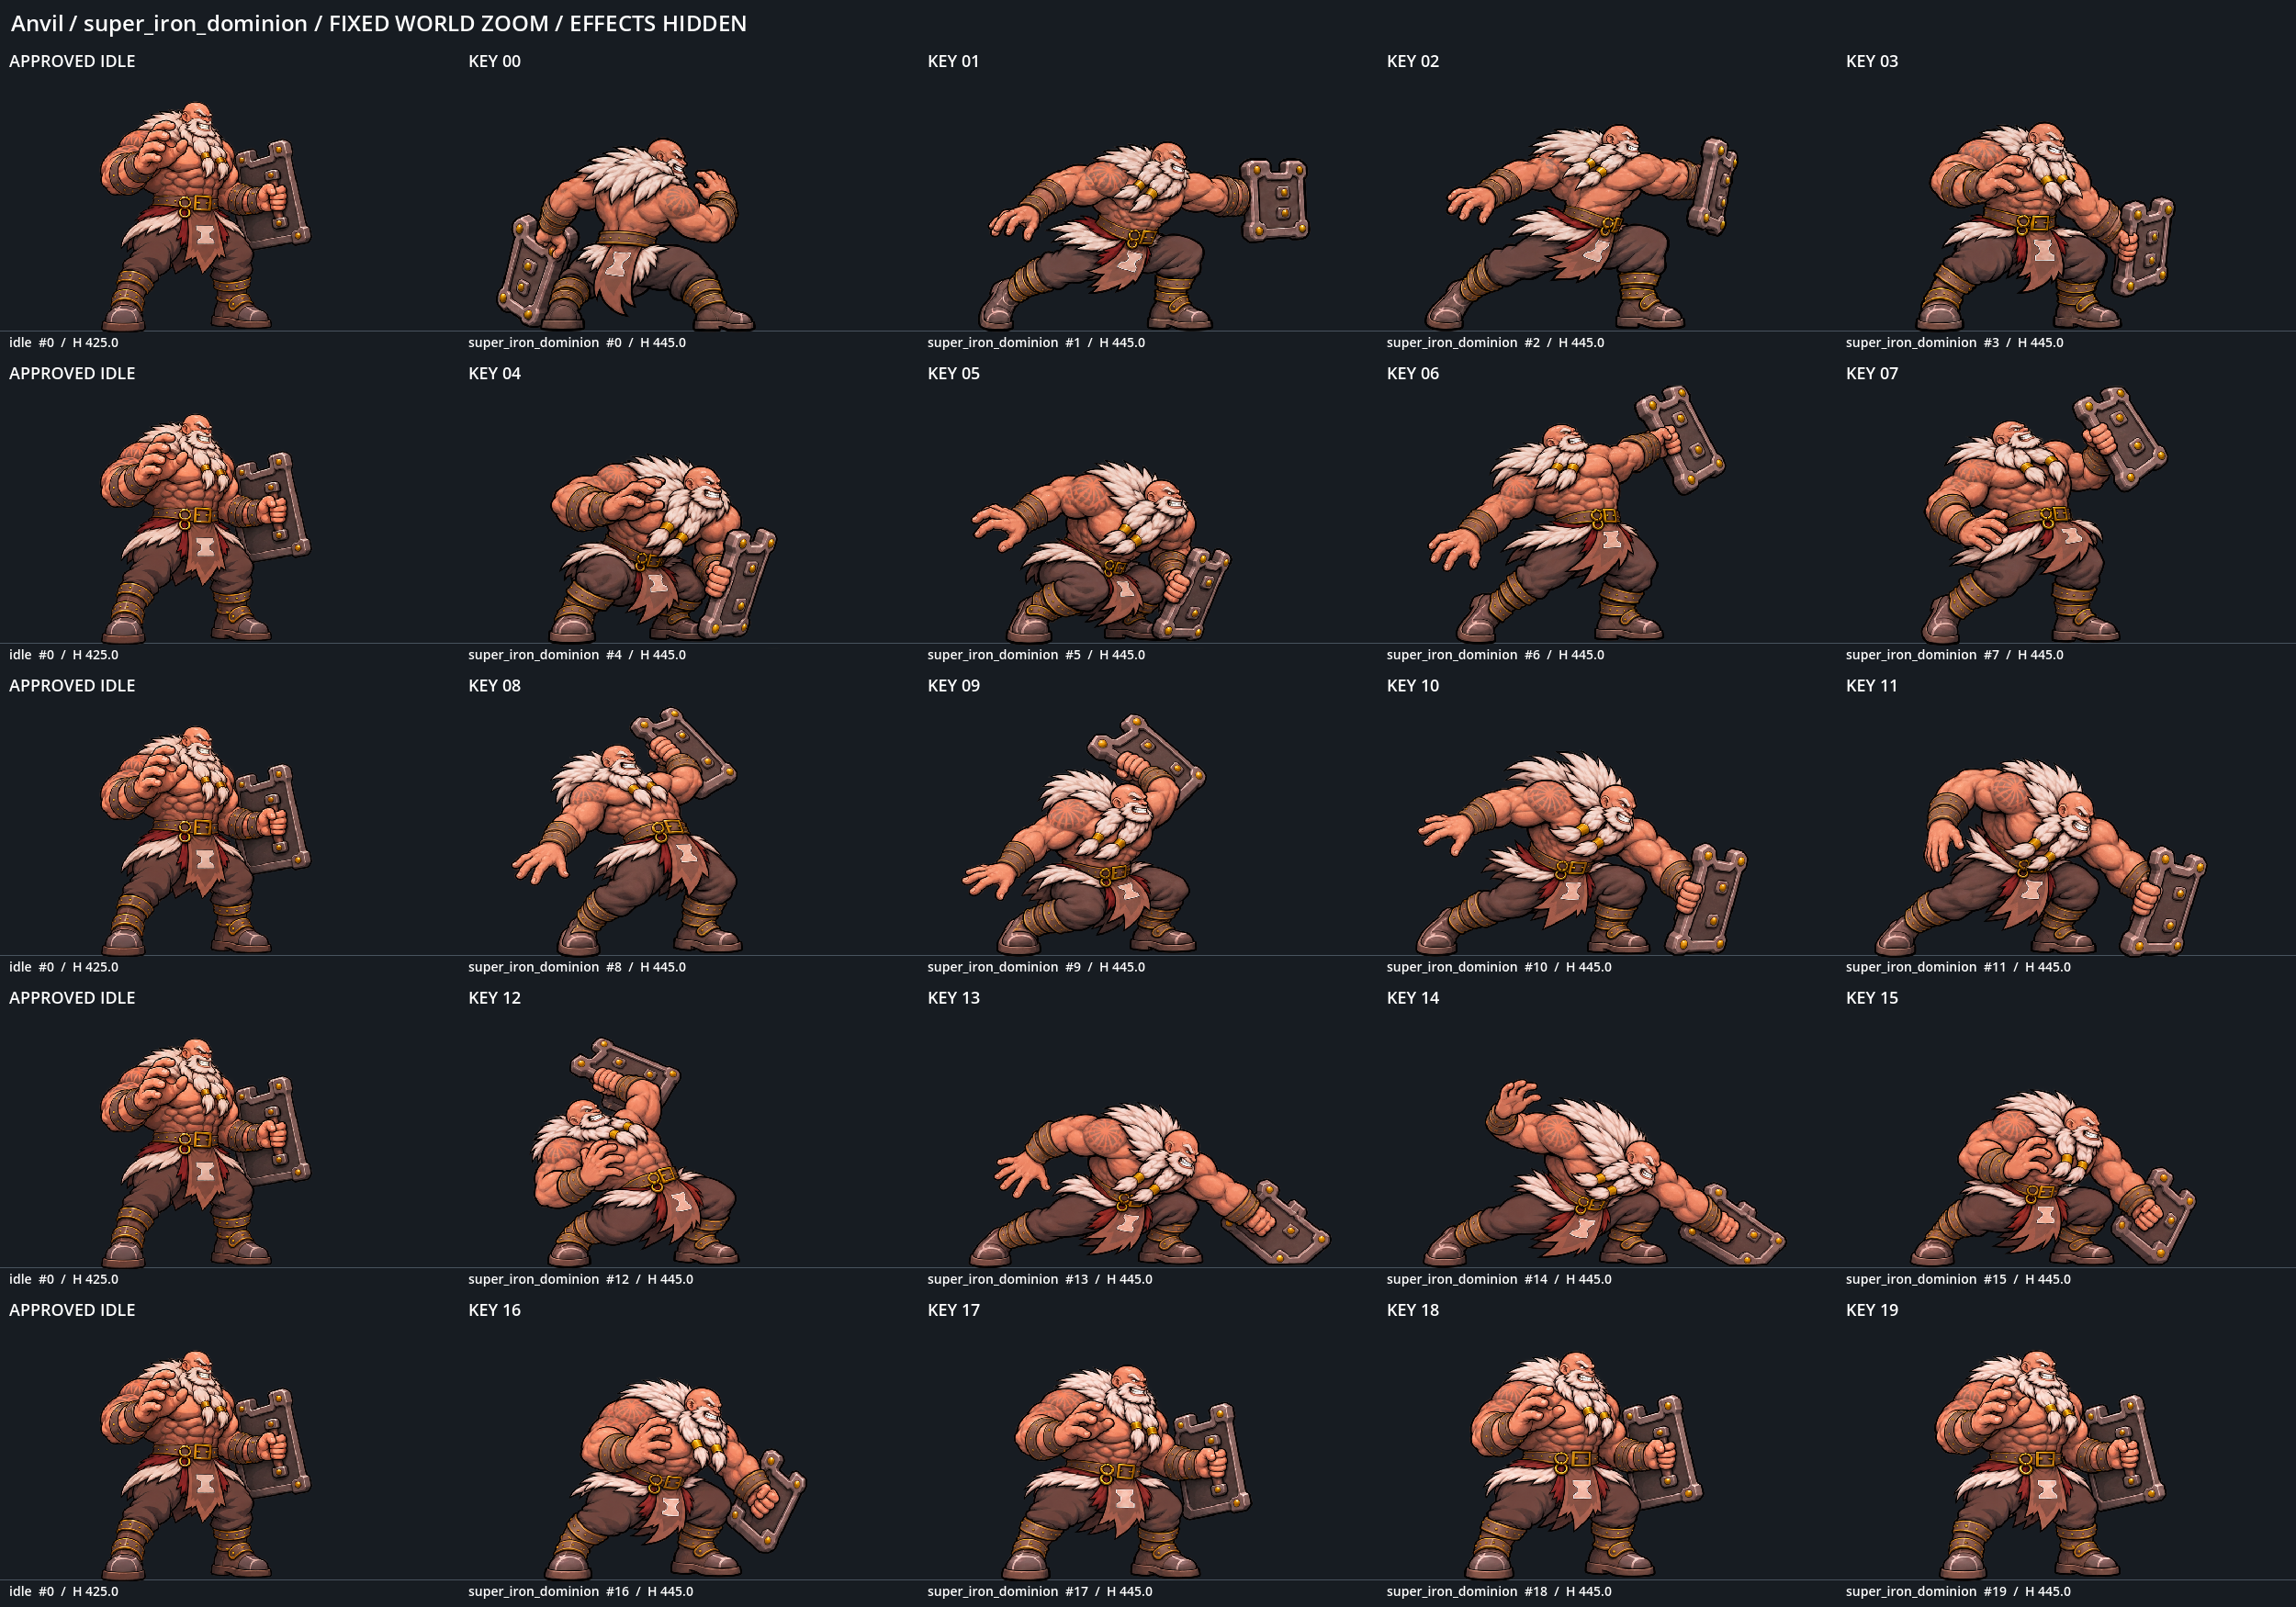 Anvil / super_iron_dominion / FIXED WORLD ZOOM / EFFECTS HIDDEN
APPROVED IDLE
KEY 00
KEY 01
KEY 02
KEY 03
idle #0 / H 425.0
super_iron_dominion #0 / H 445.0
super_iron_dominion #1 / H 445.0
super_iron_dominion #2 / H 445.0
super_iron_dominion #3 / H 445.0
APPROVED IDLE
KEY 04
KEY 05
KEY 06
KEY 07
idle #0 / H 425.0
super_iron_dominion #4 / H 445.0
super_iron_dominion #5 / H 445.0
super_iron_dominion #6 / H 445.0
super_iron_dominion #7 / H 445.0
APPROVED IDLE
KEY 08
KEY 09
KEY 10
KEY 11
idle #0 / H 425.0
super_iron_dominion #8 / H 445.0
super_iron_dominion #9 / H 445.0
super_iron_dominion #10 / H 445.0
super_iron_dominion #11 / H 445.0
APPROVED IDLE
KEY 12
KEY 13
KEY 14
KEY 15
idle #0 / H 425.0
super_iron_dominion #12 / H 445.0
super_iron_dominion #13 / H 445.0
super_iron_dominion #14 / H 445.0
super_iron_dominion #15 / H 445.0
APPROVED IDLE
KEY 16
KEY 17
KEY 18
KEY 19
idle #0 / H 425.0
super_iron_dominion #16 / H 445.0
super_iron_dominion #17 / H 445.0
super_iron_dominion #18 / H 445.0
super_iron_dominion #19 / H 445.0